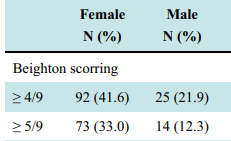 Female Male
N (%) N (%)
Beighton scorring
≥ 4/9 92 (41.6) 25 (21.9)
≥ 5/9 73 (33.0) 14 (12.3)